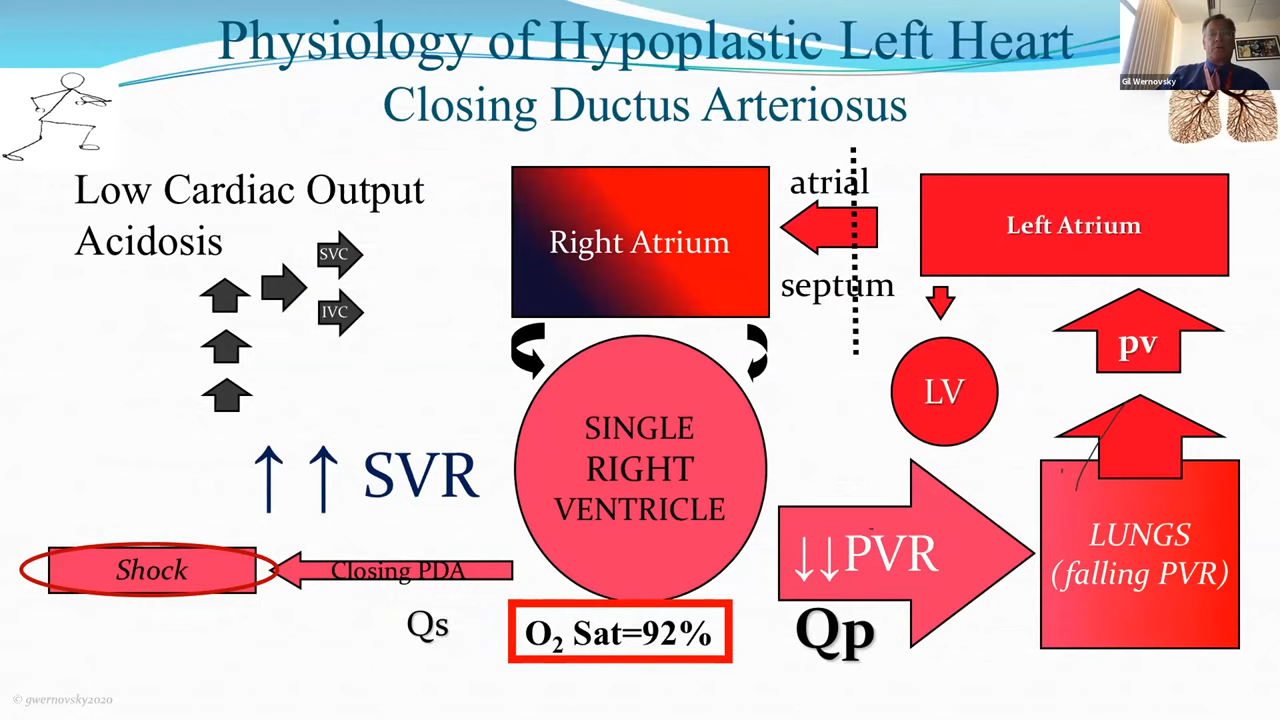 Physiology of Hypoplastic Left Heart
Closing Ductus Arteriosus
Gil Wernovsky
Low Cardiac Output
Acidosis
SVC
IVC
Right Atrium
atrial
septum
Left Atrium
LV
pv
SINGLE
RIGHT
VENTRICLE
↑ ↑ SVR
Shock
Closing PDA
Qs
O₂ Sat=92%
↓↓PVR
Qp
LUNGS
(falling PVR)
© gwernovsky2020